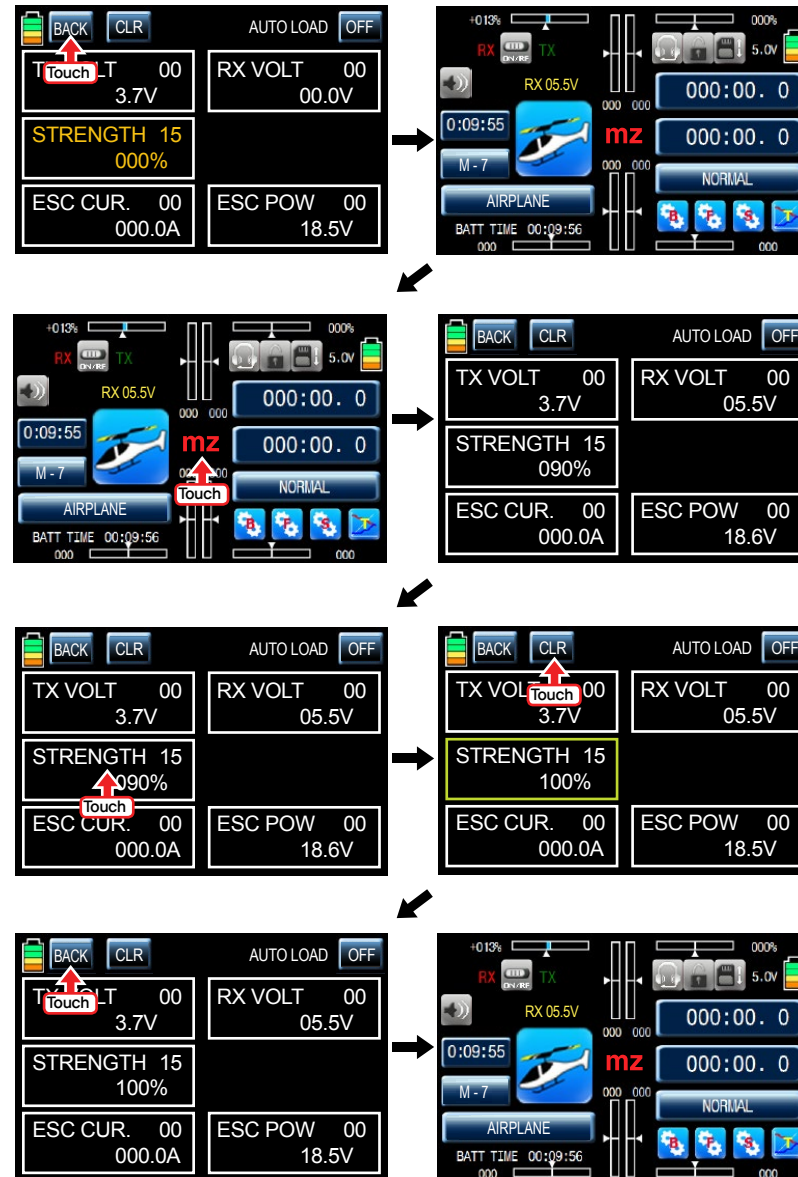 BACK CLR AUTO LOAD OFF
T LT 00 RX VOLT 00
Touch
3.7V 00.0V
STRENGTH 15
000%
ESC CUR. 00 ESC POW 00
000.0A 18.5V
+013% 000%
RX ON/RF TX 5.0V
RX 05.5V
000:00. 0
000 000
0:09:55 mz 000:00. 0
M - 7 000 000
NORMAL
AIRPLANE
B F S T
BATT TIME 00:09:56
000 000
+013% 000%
RX ON/RF TX 5.0V
RX 05.5V
000:00. 0
000 000
0:09:55 mz 000:00. 0
M - 7 00 00
Touch NORMAL
AIRPLANE
B F S T
BATT TIME 00:09:56
000 000
BACK CLR AUTO LOAD OFF
TX VOLT 00 RX VOLT 00
3.7V 05.5V
STRENGTH 15
090%
ESC CUR. 00 ESC POW 00
000.0A 18.6V
BACK CLR AUTO LOAD OFF
TX VOLT 00 RX VOLT 00
3.7V 05.5V
STRENGTH 15
090%
Touch
ESC CUR. 00 ESC POW 00
000.0A 18.6V
BACK CLR AUTO LOAD OFF
TX VOLT 00 RX VOLT 00
Touch
3.7V 05.5V
STRENGTH 15
100%
ESC CUR. 00 ESC POW 00
000.0A 18.5V
BACK CLR AUTO LOAD OFF
TX VOLT 00 RX VOLT 00
Touch
3.7V 05.5V
STRENGTH 15
100%
ESC CUR. 00 ESC POW 00
000.0A 18.5V
+013% 000%
RX ON/RF TX 5.0V
RX 05.5V
000:00. 0
000 000
0:09:55 mz 000:00. 0
M - 7 000 000
NORMAL
AIRPLANE
B F S T
BATT TIME 00:09:56
000 000